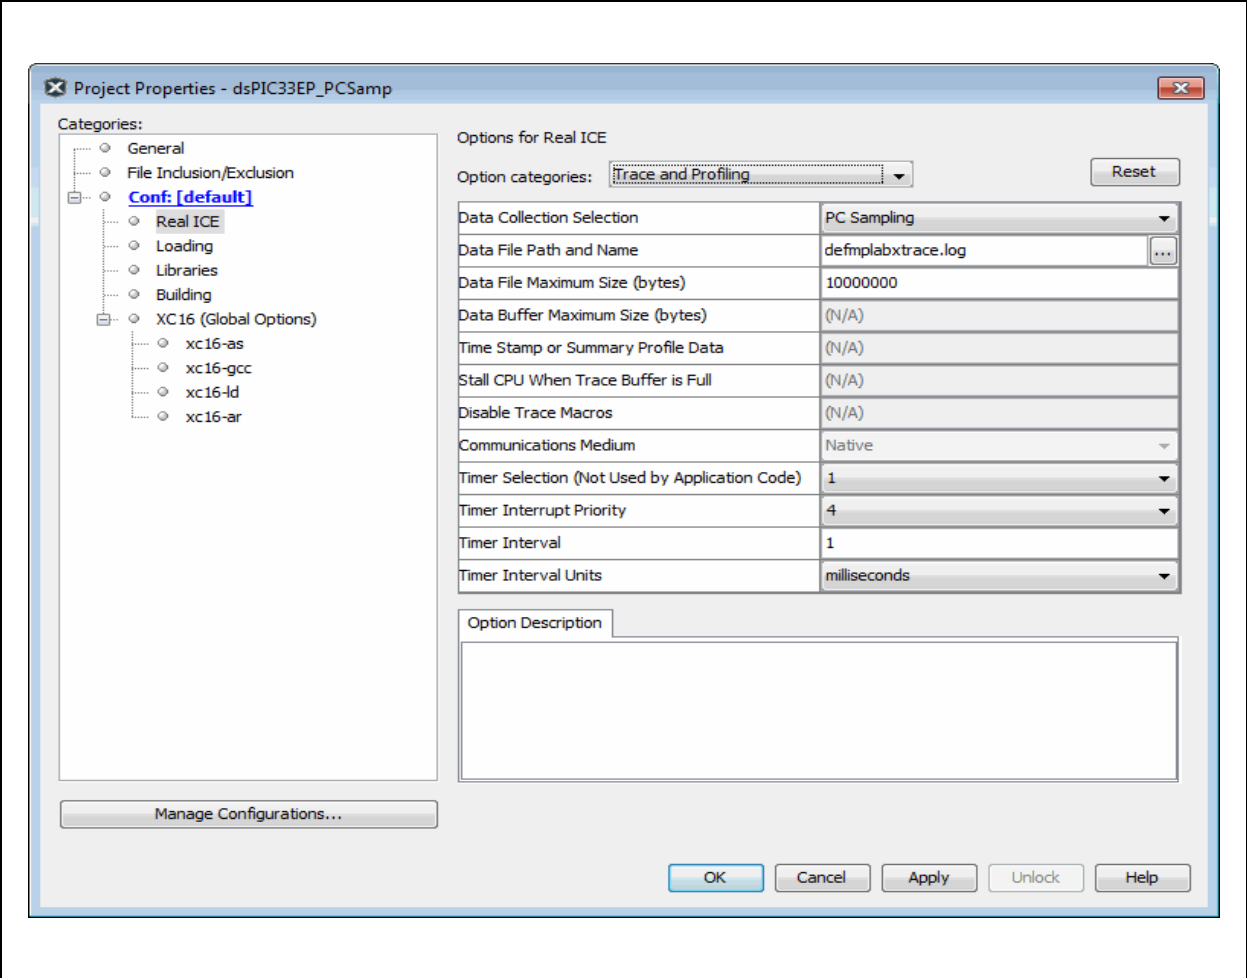 Project Properties - dsPIC33EP_PCSamp
Categories:
General
File Inclusion/Exclusion
Conf: [default]
Real ICE
Loading
Libraries
Building
XC16 (Global Options)
xc16-as
xc16-gcc
xc16-ld
xc16-ar
Manage Configurations...
Options for Real ICE
Option categories: Trace and Profiling
Reset
Data Collection Selection PC Sampling
Data File Path and Name defmplabxtrace.log ...
Data File Maximum Size (bytes) 10000000
Data Buffer Maximum Size (bytes) (N/A)
Time Stamp or Summary Profile Data (N/A)
Stall CPU When Trace Buffer is Full (N/A)
Disable Trace Macros (N/A)
Communications Medium Native
Timer Selection (Not Used by Application Code) 1
Timer Interrupt Priority 4
Timer Interval 1
Timer Interval Units milliseconds
Option Description
OK Cancel Apply Unlock Help